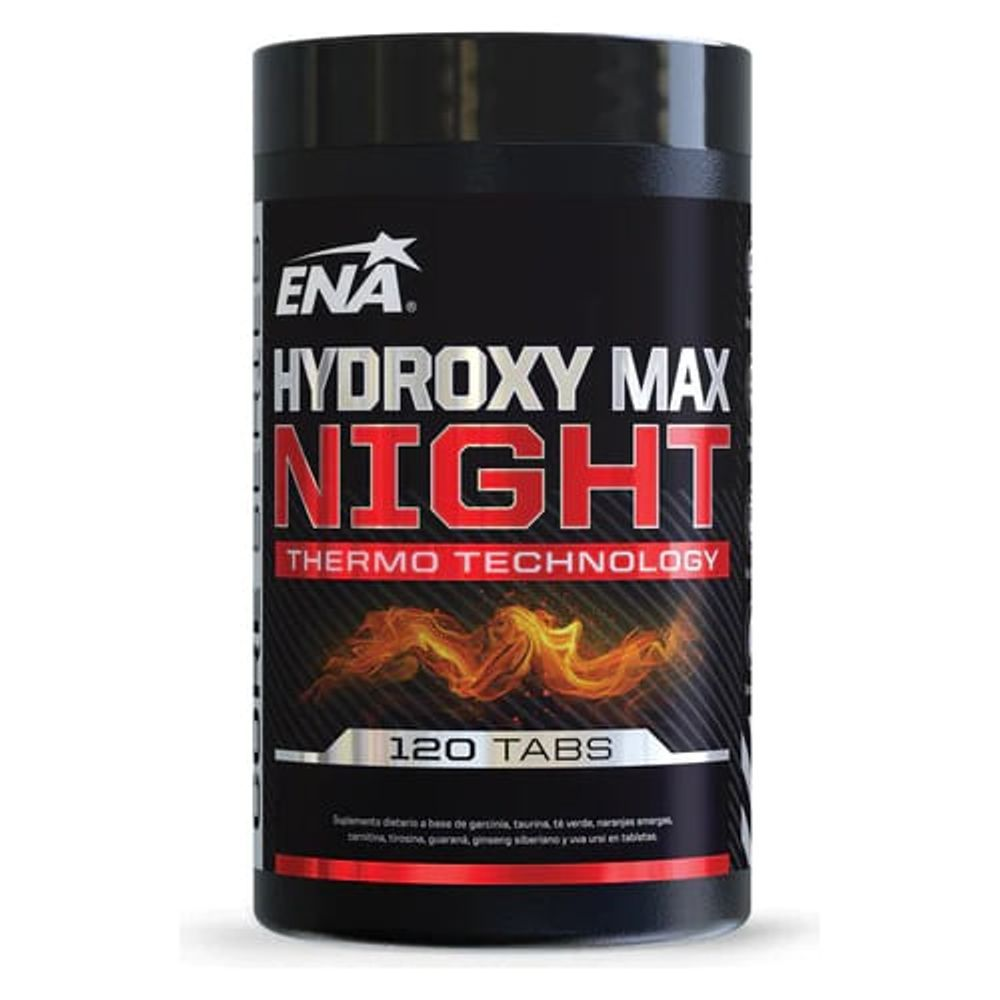 ENA®
HYDROXY MAX
NIGHT
THERMO TECHNOLOGY
120 TABS
Suplemento dietario a base de garcinia, taurina, té verde, naranjas amargas,
carnitina, tirosina, guaraná, ginseng siberiano y uva ursi en tabletas